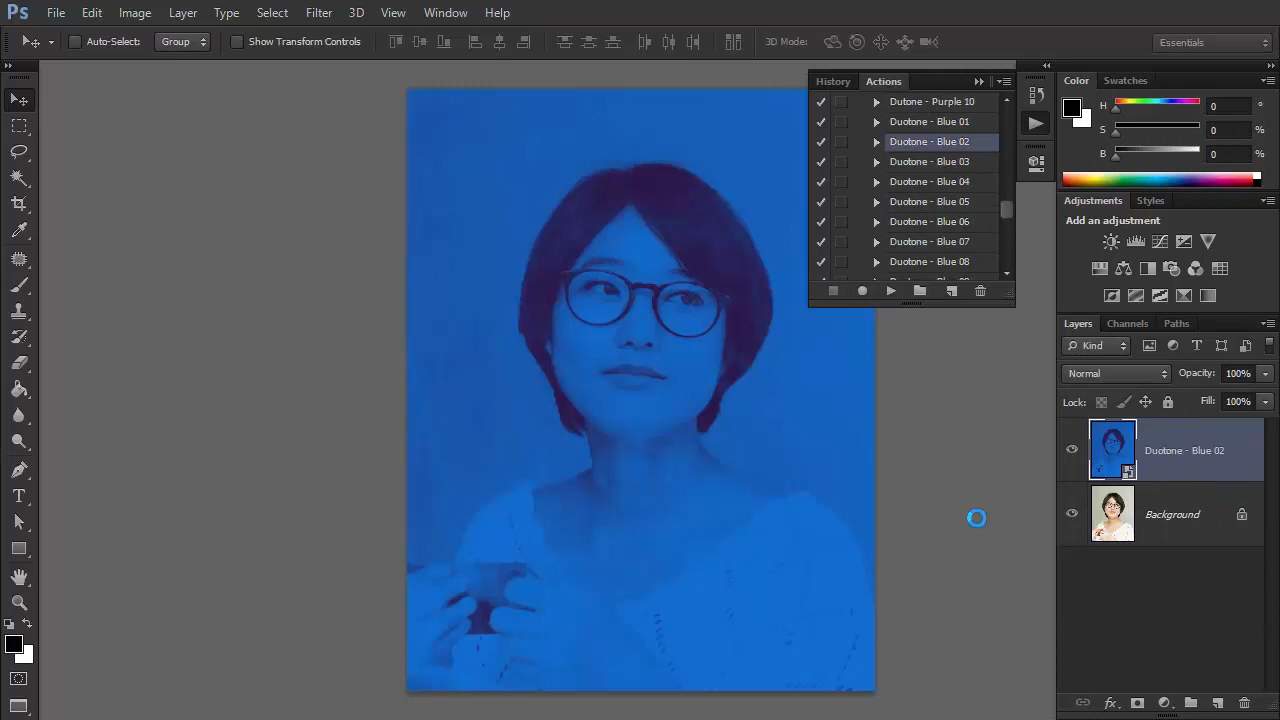 Ps File Edit Image Layer Type Select Filter 3D View Window Help
Auto-Select: Group Show Transform Controls 3D Mode: Essentials
History Actions
Dutone - Purple 10
Duotone - Blue 01
Duotone - Blue 02
Duotone - Blue 03
Duotone - Blue 04
Duotone - Blue 05
Duotone - Blue 06
Duotone - Blue 07
Duotone - Blue 08
Color Swatches
H 0 °
S 0 %
B 0 %
Adjustments Styles
Add an adjustment
Layers Channels Paths
Kind
Normal Opacity: 100%
Lock: Fill: 100%
Duotone - Blue 02
Background